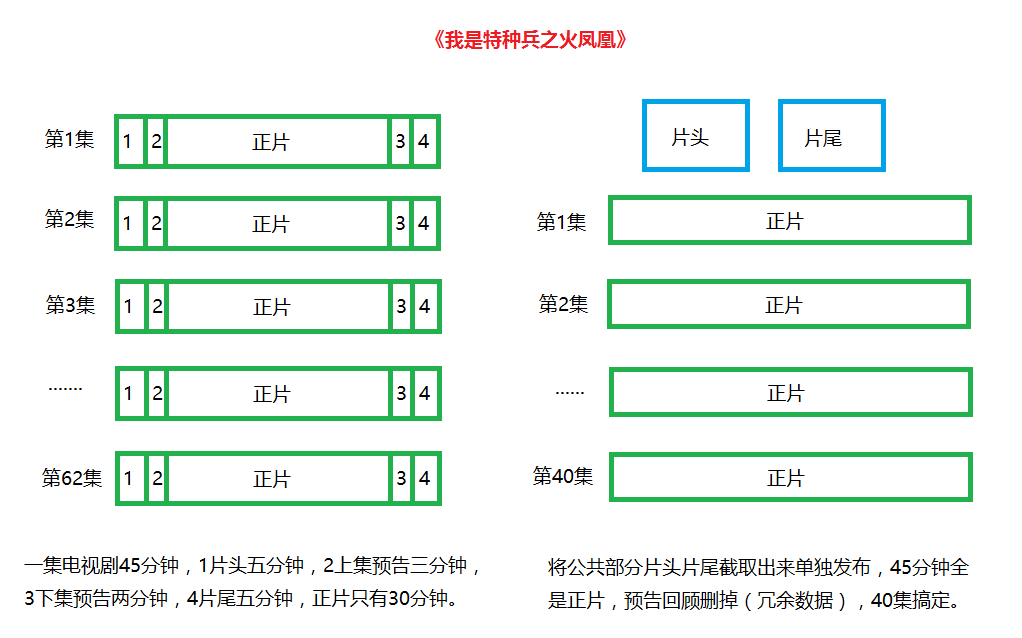 《我是特种兵之火凤凰》
第1集 1 2 正片 3 4
第2集 1 2 正片 3 4
第3集 1 2 正片 3 4
.......
1 2 正片 3 4
第62集 1 2 正片 3 4
一集电视剧45分钟，1片头五分钟，2上集预告三分钟，
3下集预告两分钟，4片尾五分钟，正片只有30分钟。
片头 片尾
第1集 正片
第2集 正片
...... 正片
第40集 正片
将公共部分片头片尾截取出来单独发布，45分钟全
是正片，预告回顾删掉（冗余数据），40集搞定。